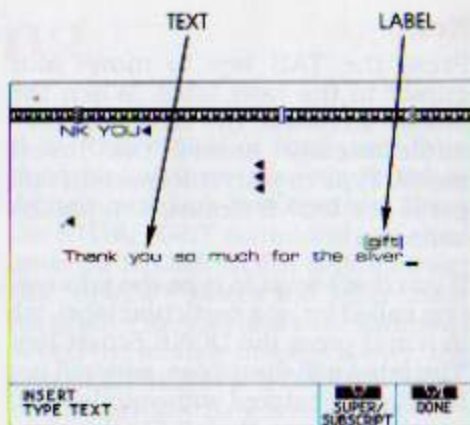 TEXT LABEL
NK YOU
|gift|
Thank you so much for the silver
INSERT
TYPE TEXT
SUPER/
SUBSCRIPT
DONE